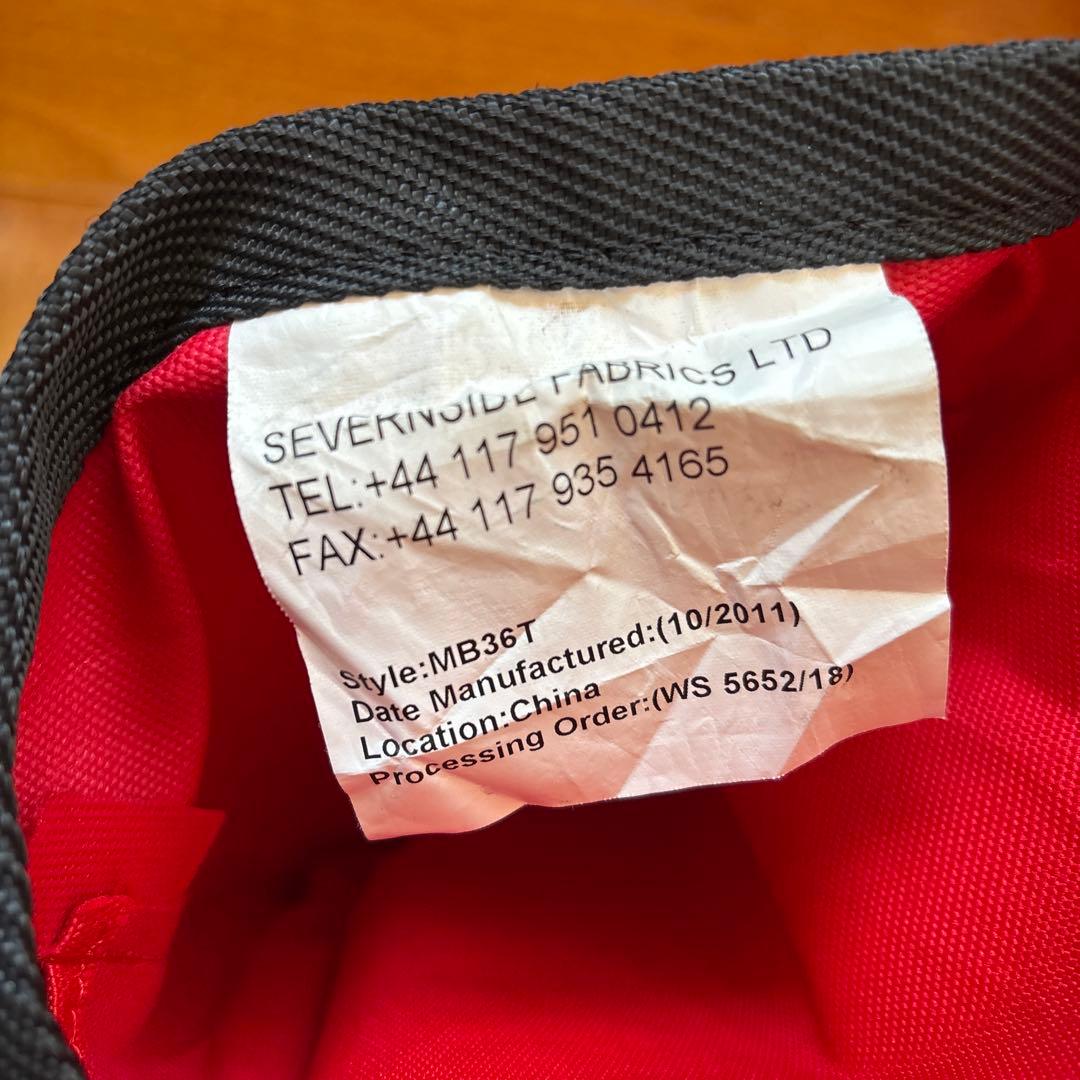 SEVERNSIDE FABRICS LTD
TEL:+44 117 951 0412
FAX:+44 117 935 4165
Style:MB36T
Date Manufactured:(10/2011)
Location:China
Processing Order:(WS 5652/18)